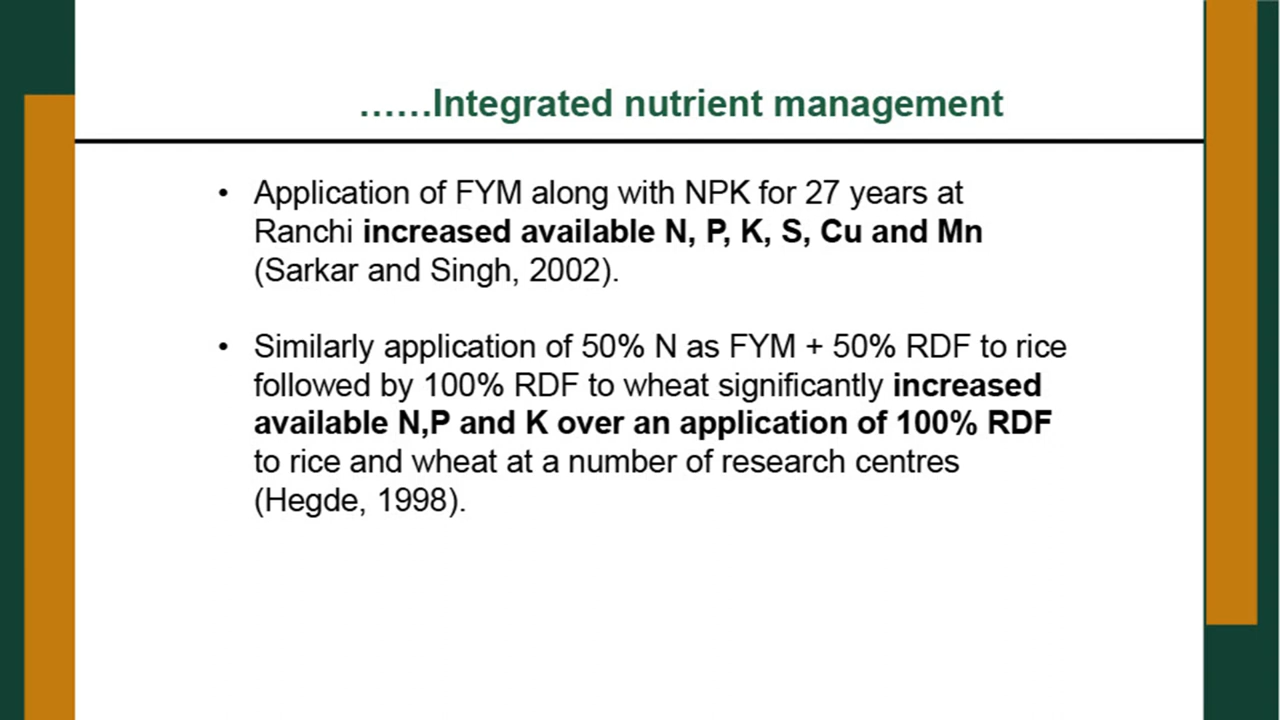 ......Integrated nutrient management
• Application of FYM along with NPK for 27 years at
Ranchi increased available N, P, K, S, Cu and Mn
(Sarkar and Singh, 2002).
• Similarly application of 50% N as FYM + 50% RDF to rice
followed by 100% RDF to wheat significantly increased
available N,P and K over an application of 100% RDF
to rice and wheat at a number of research centres
(Hegde, 1998).